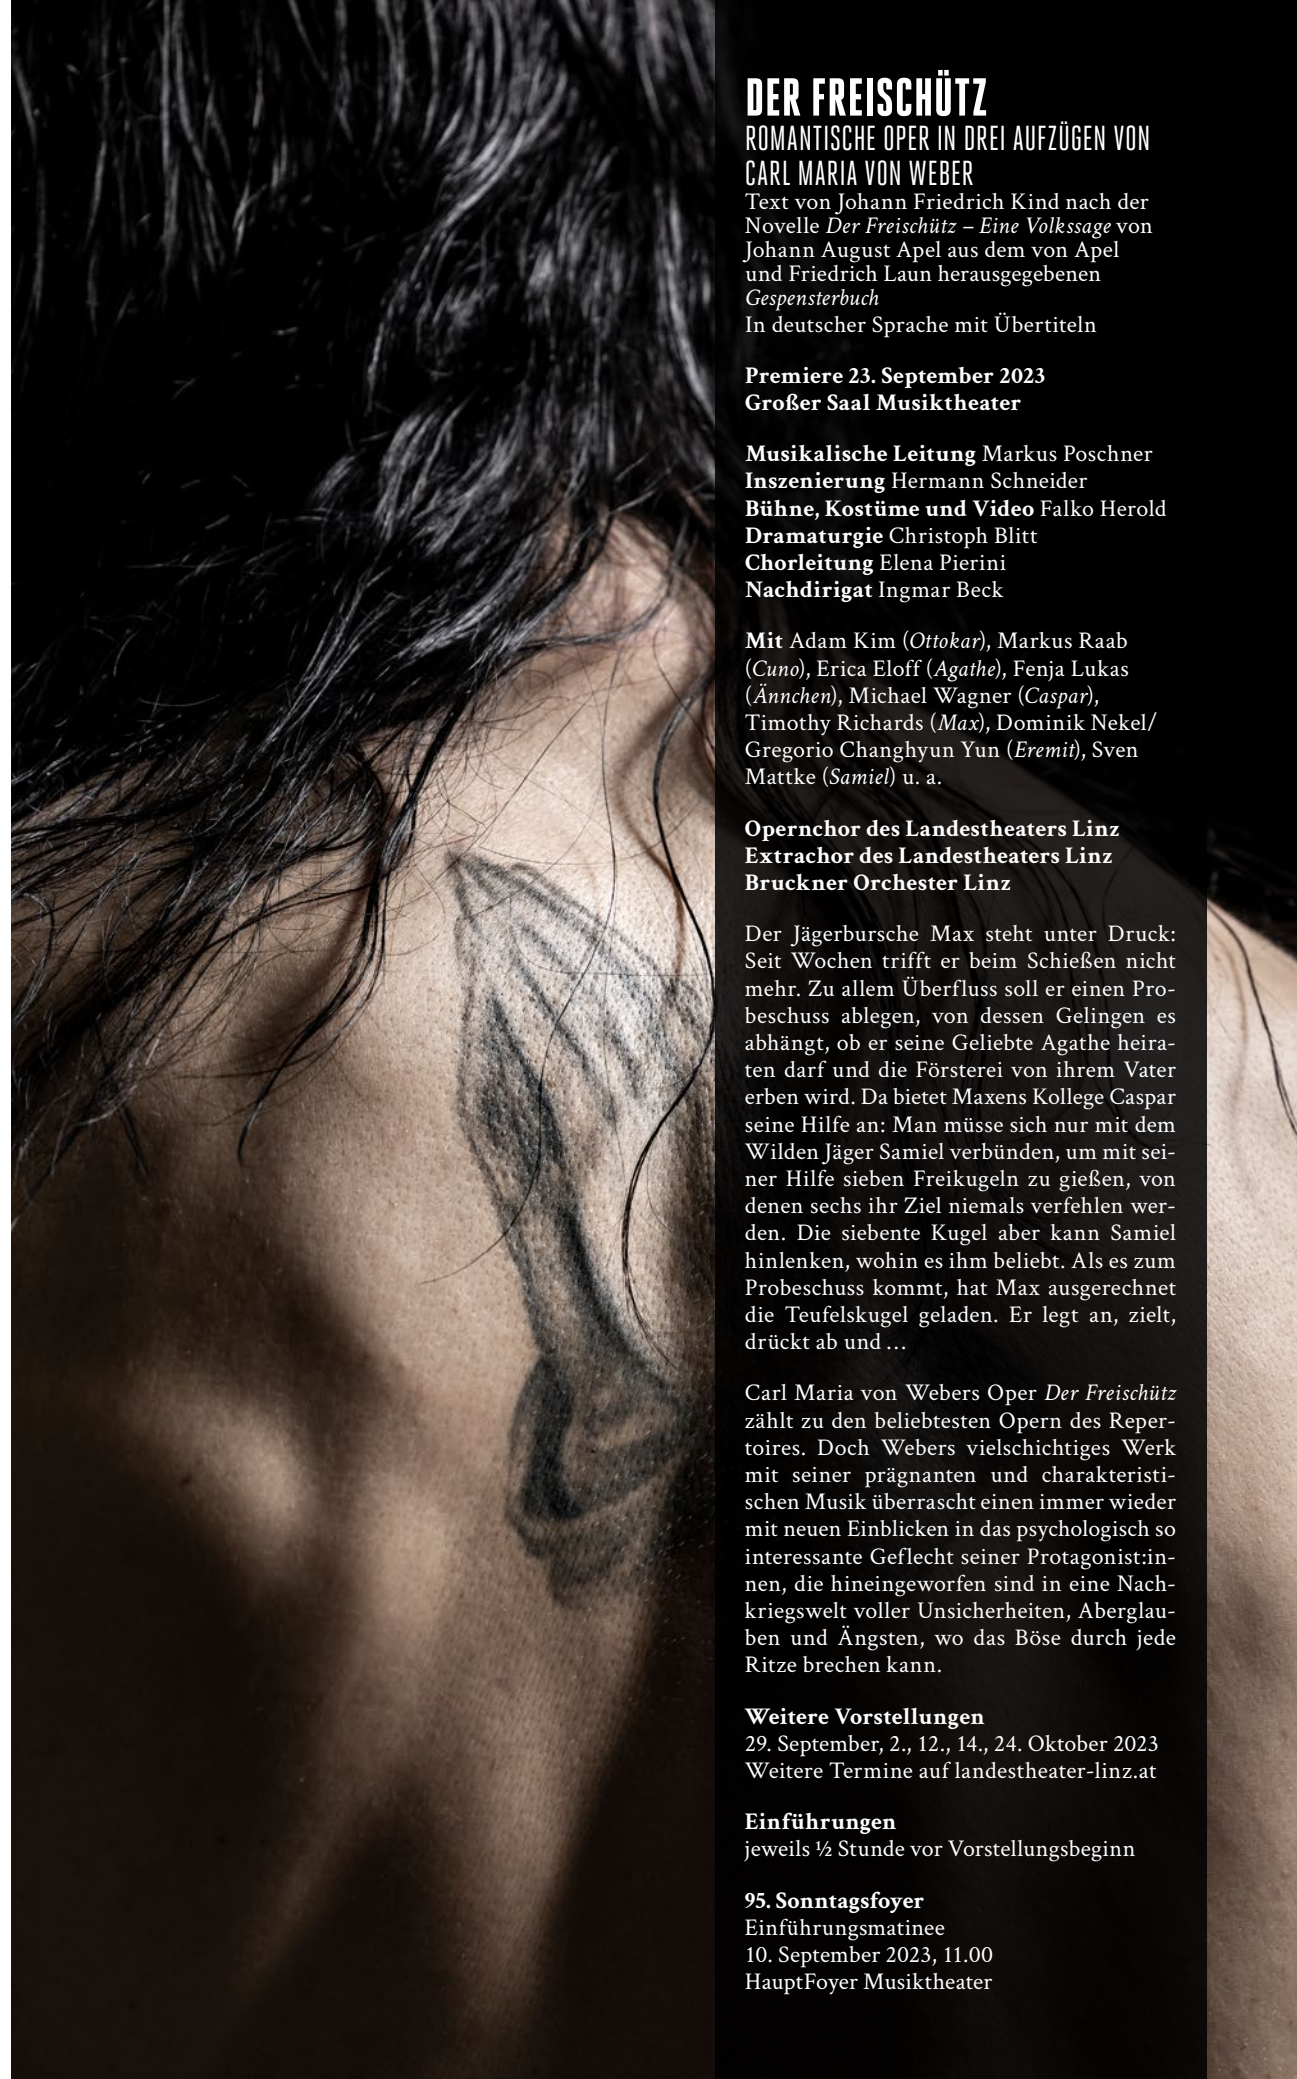 DER FREISCHÜTZ
ROMANTISCHE OPER IN DREI AUFZÜGEN VON
CARL MARIA VON WEBER
Text von Johann Friedrich Kind nach der
Novelle Der Freischütz – Eine Volkssage von
Johann August Apel aus dem von Apel
und Friedrich Laun herausgegebenen
Gespensterbuch
In deutscher Sprache mit Übertiteln
Premiere 23. September 2023
Großer Saal Musiktheater
Musikalische Leitung Markus Poschner
Inszenierung Hermann Schneider
Bühne, Kostüme und Video Falko Herold
Dramaturgie Christoph Blitt
Chorleitung Elena Pierini
Nachdirigat Ingmar Beck
Mit Adam Kim (Ottokar), Markus Raab
(Cuno), Erica Eloff (Agathe), Fenja Lukas
(Ännchen), Michael Wagner (Caspar),
Timothy Richards (Max), Dominik Nekel/
Gregorio Changhyun Yun (Eremit), Sven
Mattke (Samiel) u. a.
Opernchor des Landestheaters Linz
Extrachor des Landestheaters Linz
Bruckner Orchester Linz
Der Jägerbursche Max steht unter Druck:
Seit Wochen trifft er beim Schießen nicht
mehr. Zu allem Überfluss soll er einen Pro-
beschuss ablegen, von dessen Gelingen es
abhängt, ob er seine Geliebte Agathe heira-
ten darf und die Försterei von ihrem Vater
erben wird. Da bietet Maxens Kollege Caspar
seine Hilfe an: Man müsse sich nur mit dem
Wilden Jäger Samiel verbünden, um mit sei-
ner Hilfe sieben Freikugeln zu gießen, von
denen sechs ihr Ziel niemals verfehlen wer-
den. Die siebente Kugel aber kann Samiel
hinlenken, wohin es ihm beliebt. Als es zum
Probeschuss kommt, hat Max ausgerechnet
die Teufelskugel geladen. Er legt an, zielt,
drückt ab und …
Carl Maria von Webers Oper Der Freischütz
zählt zu den beliebtesten Opern des Reper-
toires. Doch Webers vielschichtiges Werk
mit seiner prägnanten und charakteristi-
schen Musik überrascht einen immer wieder
mit neuen Einblicken in das psychologisch so
interessante Geflecht seiner Protagonist:in-
nen, die hineingeworfen sind in eine Nach-
kriegswelt voller Unsicherheiten, Aberglau-
ben und Ängsten, wo das Böse durch jede
Ritze brechen kann.
Weitere Vorstellungen
29. September, 2., 12., 14., 24. Oktober 2023
Weitere Termine auf landestheater-linz.at
Einführungen
jeweils ½ Stunde vor Vorstellungsbeginn
95. Sonntagsfoyer
Einführungsmatinee
10. September 2023, 11.00
HauptFoyer Musiktheater